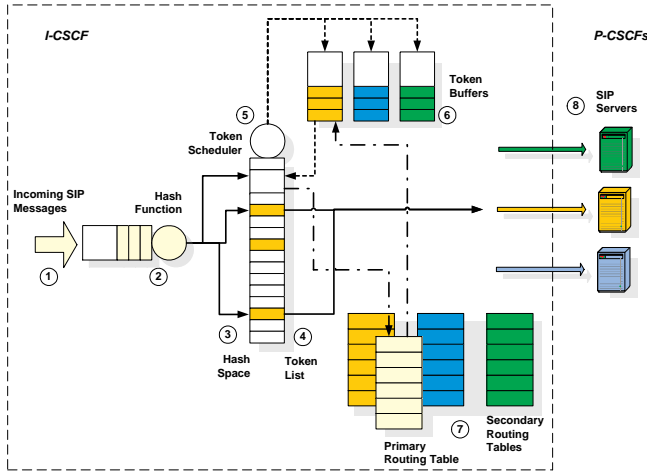 I-CSCF
P-CSCFs
5
Token
Scheduler
Token
Buffers
6
8
SIP
Servers
Incoming SIP
Messages
Hash
Function
1
2
3
4
Hash
Space
Token
List
7
Primary
Routing Table
Secondary
Routing
Tables